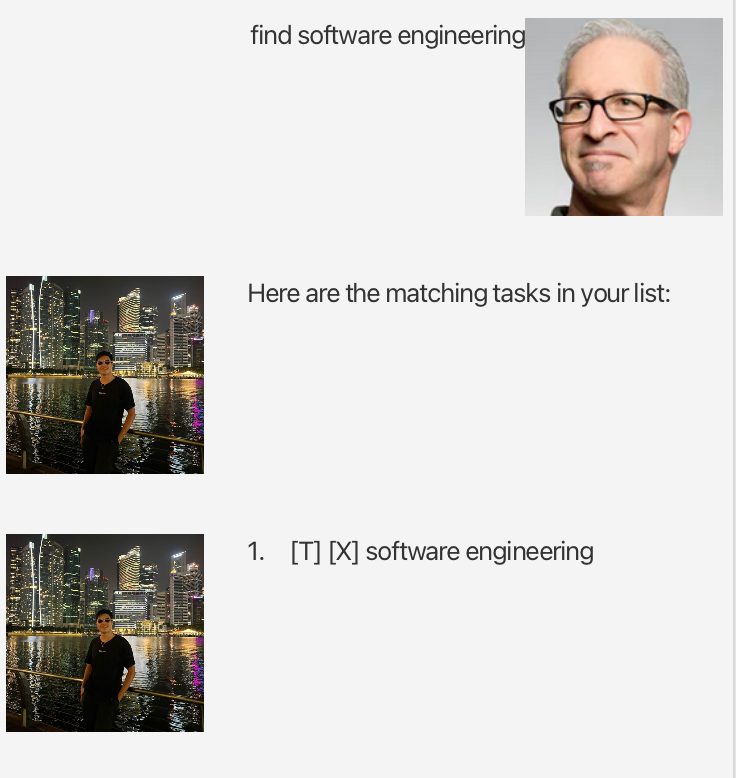 find software engineering
Here are the matching tasks in your list:
1. [T] [X] software engineering